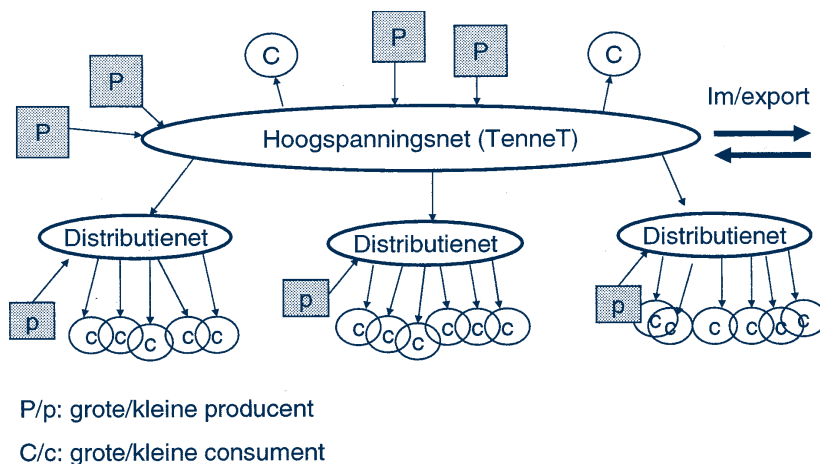 P
P
C
P
P
C
Im/export
Hoogspanningsnet (TenneT)
Distributienet
Distributienet
Distributienet
p
c c c c c
p
c c c c c c
p
c c c c c c
P/p: grote/kleine producent
C/c: grote/kleine consument